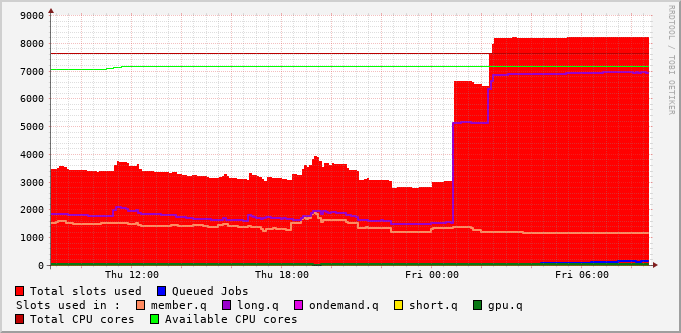 9000
8000
7000
6000
5000
4000
3000
2000
1000
0
Thu 12:00 Thu 18:00 Fri 00:00 Fri 06:00
RRDTOOL / TOBI OETIKER
Total slots used Queued Jobs
Slots used in : member.q long.q ondemand.q short.q gpu.q
Total CPU cores Available CPU cores